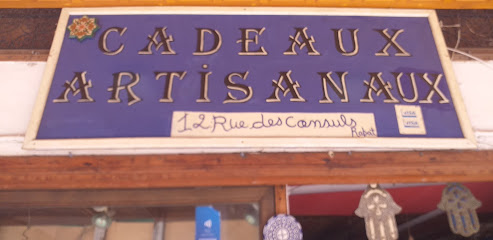 CADEAUX
ARTISANAUX
12 Rue des Consuls
Rabat